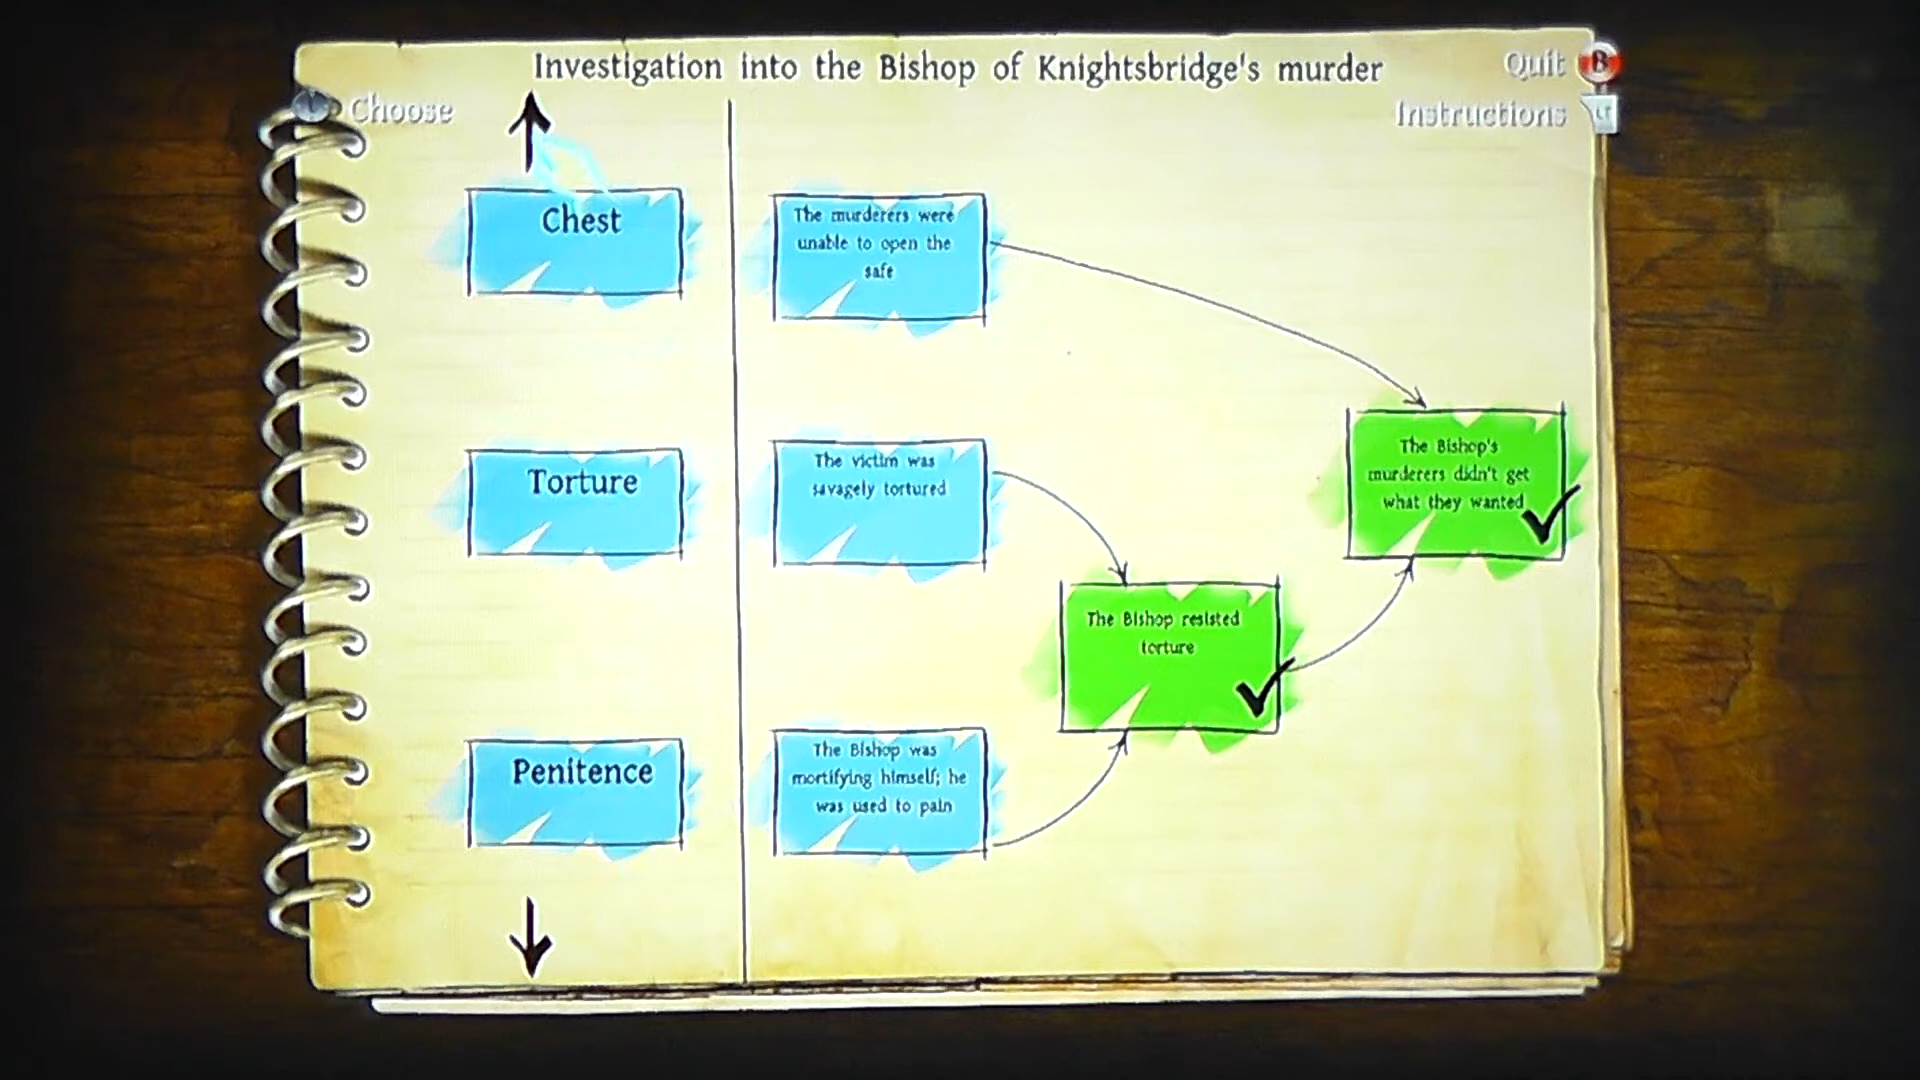 Investigation into the Bishop of Knightsbridge's murder
Quit B
Choose
Instructions LT
Chest
The murderers were
unable to open the
safe
The Bishop's
murderers didn't get
what they wanted
Torture
The victim was
savagely tortured
The Bishop resisted
torture
Penitence
The Bishop was
mortifying himself; he
was used to pain